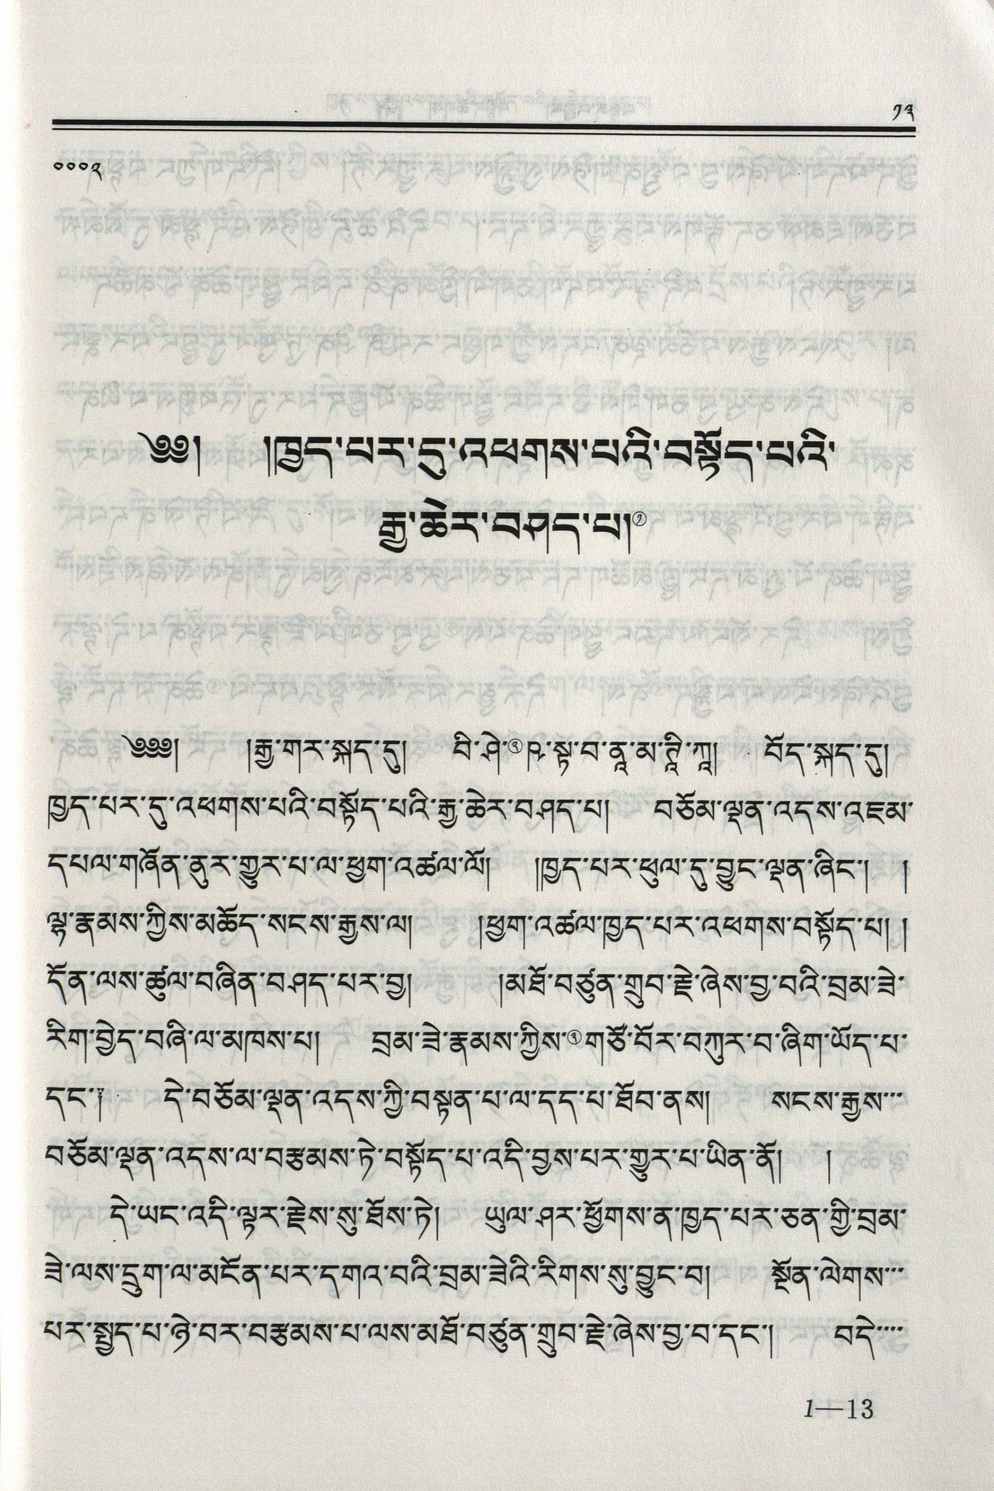 ༡༣
༠༠༠༢
༄༅། །ཁྱད་པར་དུ་འཕགས་པའི་བསྟོད་པའི་
རྒྱ་ཆེར་བཤད་པ།①
༄༅༅། །རྒྱ་གར་སྐད་དུ། བི་ཤེ་③ཥ་སྟ་བ་ནཱ་མ་ཊཱི་ཀཱ། བོད་སྐད་དུ།
ཁྱད་པར་དུ་འཕགས་པའི་བསྟོད་པའི་རྒྱ་ཆེར་བཤད་པ། བཅོམ་ལྡན་འདས་འཇམ་
དཔལ་གཞོན་ནུར་གྱུར་པ་ལ་ཕྱག་འཚལ་ལོ། །ཁྱད་པར་ཕུལ་དུ་བྱུང་ལྡན་ཞིང་། །
ལྷ་རྣམས་ཀྱིས་མཆོད་སངས་རྒྱས་ལ། །ཕྱག་འཚལ་ཁྱད་པར་འཕགས་བསྟོད་པ། །
དོན་ལས་ཚུལ་བཞིན་བཤད་པར་བྱ། །མཐོ་བཙུན་གྲུབ་རྗེ་ཞེས་བྱ་བའི་བྲམ་ཟེ་
རིག་བྱེད་བཞི་ལ་མཁས་པ། བྲམ་ཟེ་རྣམས་ཀྱིས་④གཙོ་བོར་བཀུར་བ་ཞིག་ཡོད་པ་
དང་། དེ་བཅོམ་ལྡན་འདས་ཀྱི་བསྟན་པ་ལ་དད་པ་ཐོབ་ནས། སངས་རྒྱས་་་
བཅོམ་ལྡན་འདས་ལ་བརྩམས་ཏེ་བསྟོད་པ་འདི་བྱས་པར་གྱུར་པ་ཡིན་ནོ། །
དེ་ཡང་འདི་ལྟར་རྗེས་སུ་ཐོས་ཏེ། ཡུལ་ཤར་ཕྱོགས་ན་ཁྱད་པར་ཅན་གྱི་བྲམ་
ཟེ་ལས་དྲུག་ལ་མངོན་པར་དགའ་བའི་བྲམ་ཟེའི་རིགས་སུ་བྱུང་བ། སྔོན་ལེགས་་་
པར་སྤྱད་པ་ཉེ་བར་བརྩམས་པ་ལས་མཐོ་བཙུན་གྲུབ་རྗེ་ཞེས་བྱ་བ་དང་། བདེ་་་་
1—13